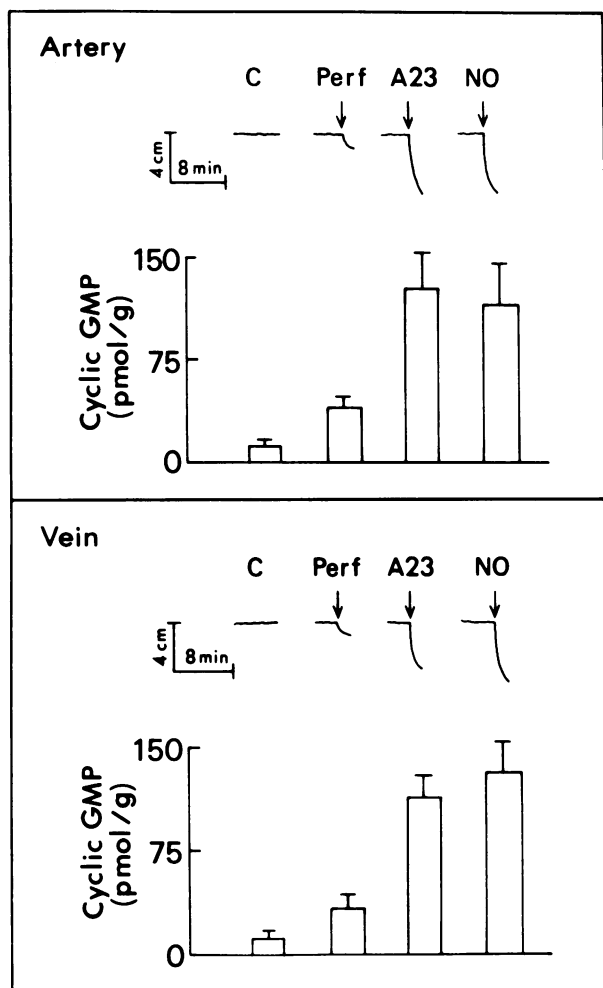 Artery
C Perf A23 NO
4 cm
8 min
150
75
0
Cyclic GMP
(pmol/g)
Vein
C Perf A23 NO
4 cm
8 min
150
75
0
Cyclic GMP
(pmol/g)